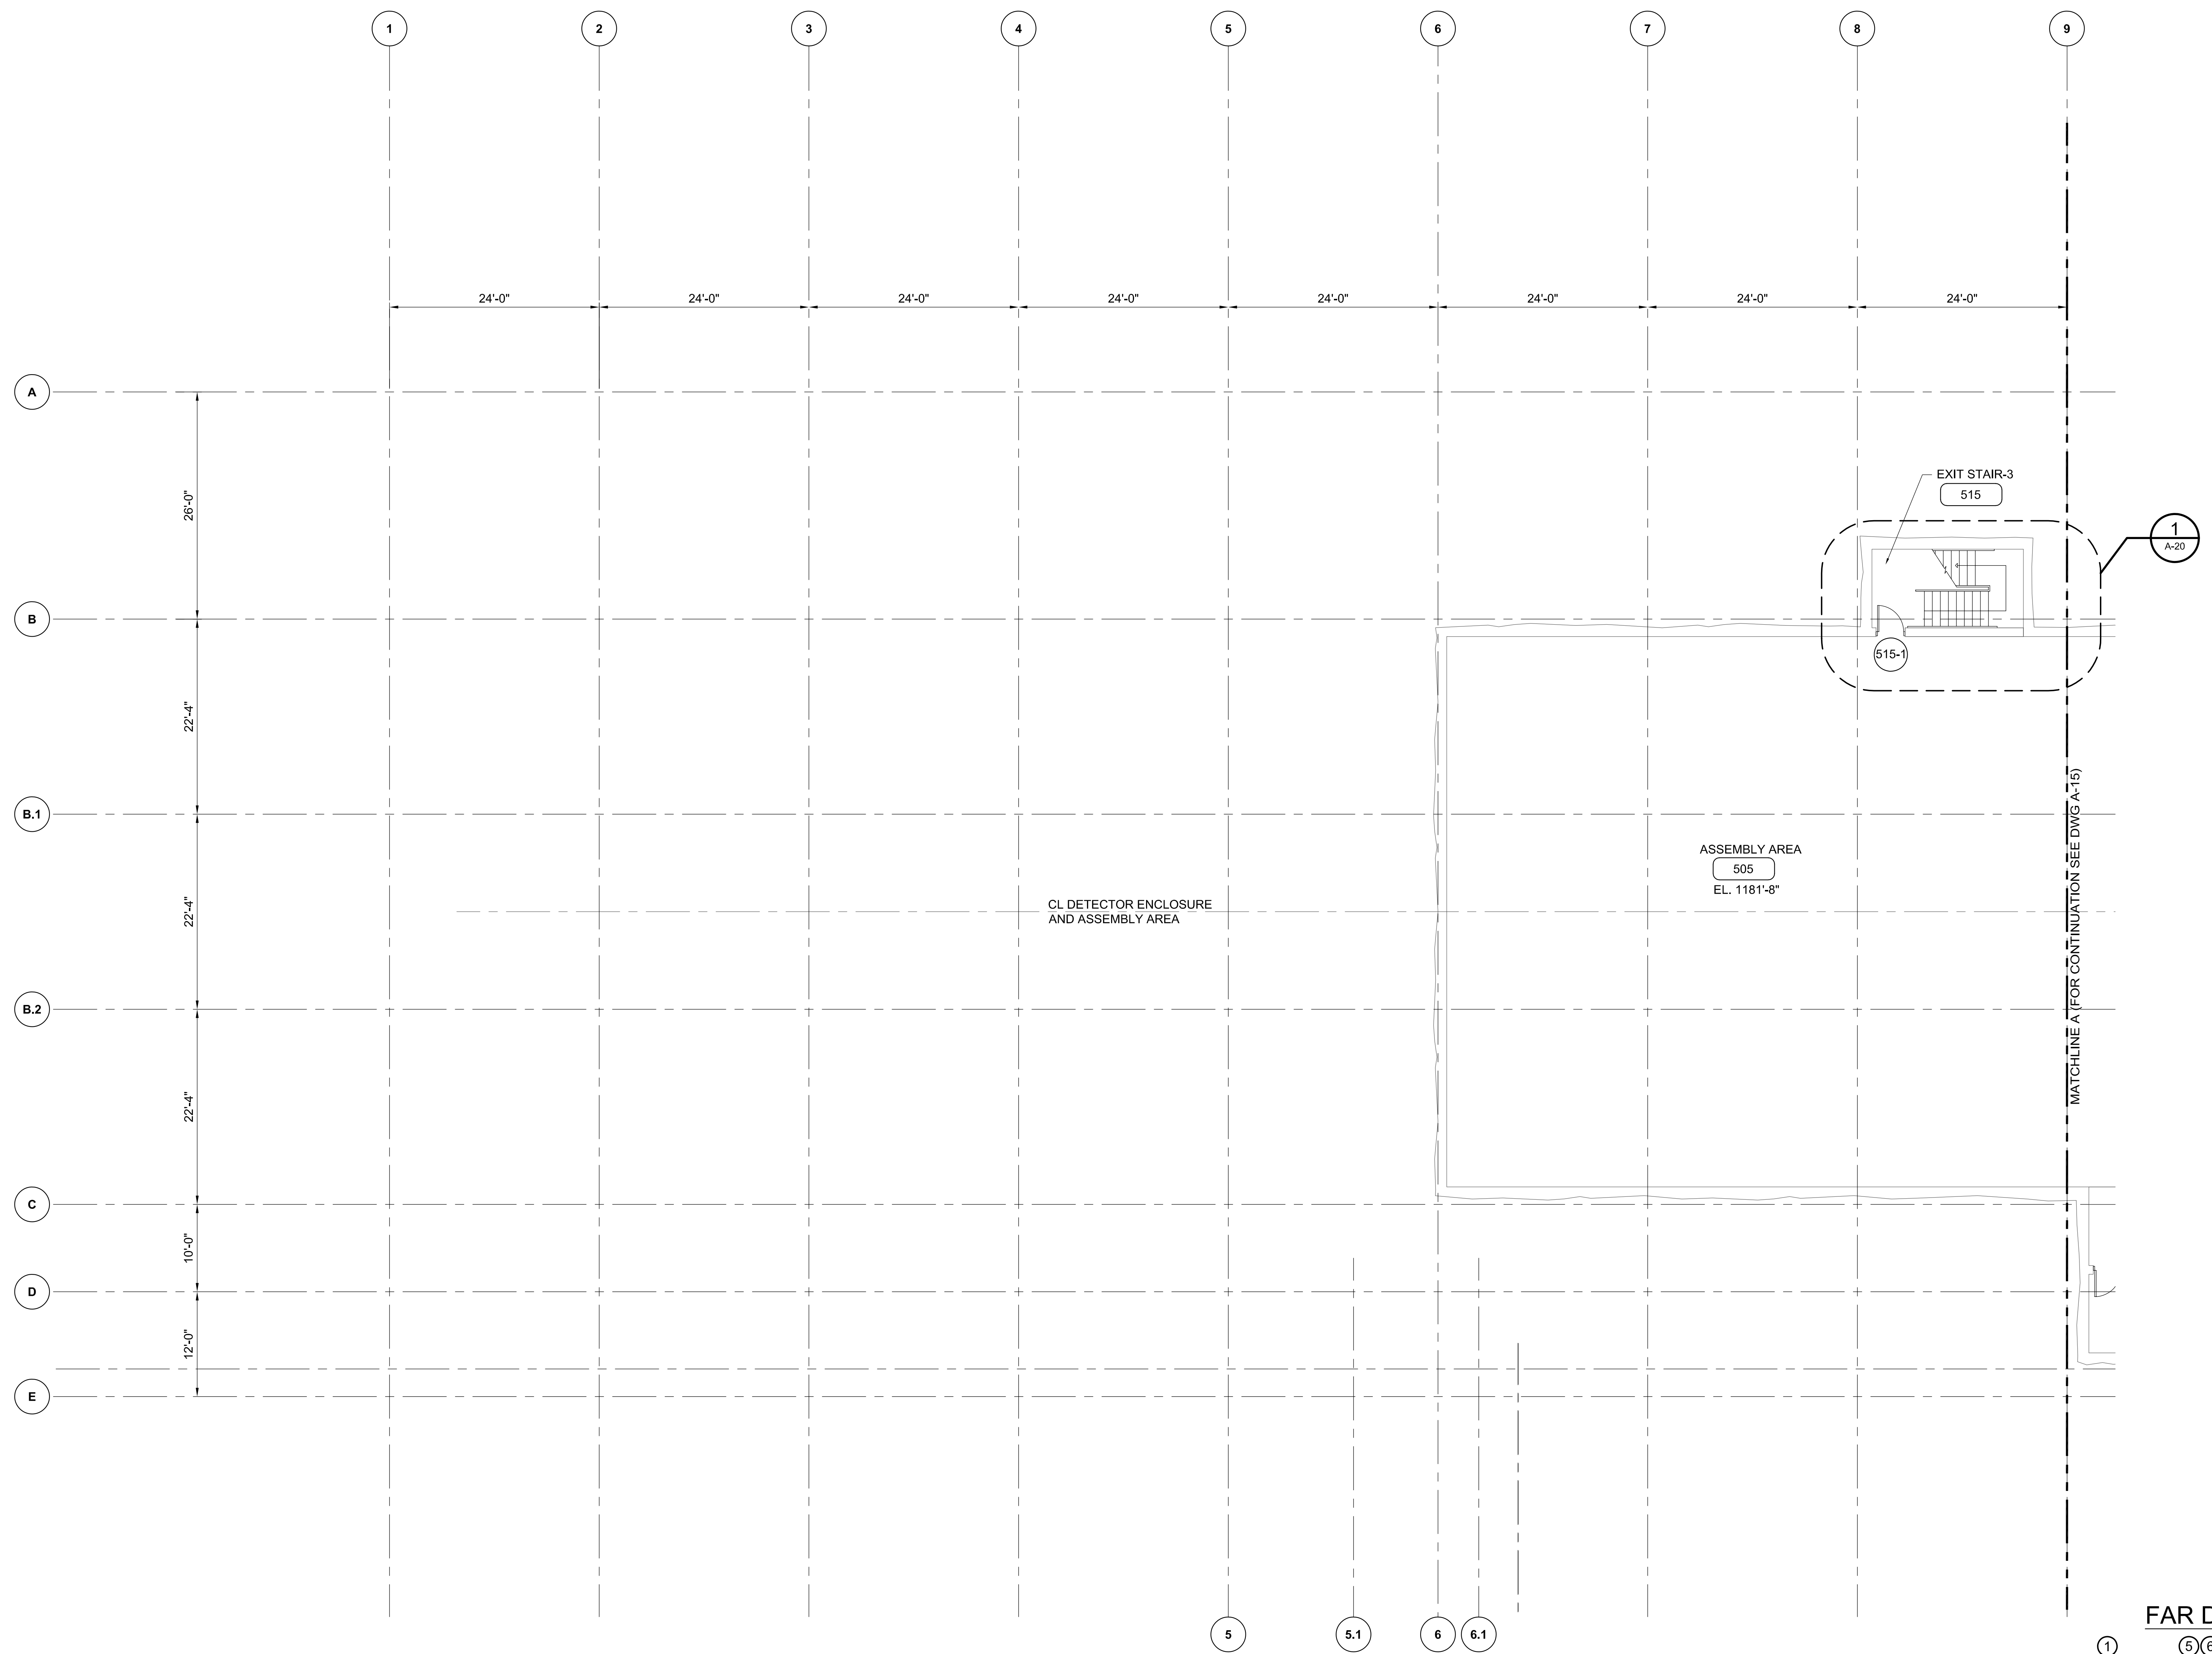 1 2 3 4 5 6 7 8 9
24'-0" 24'-0" 24'-0" 24'-0" 24'-0" 24'-0" 24'-0" 24'-0"
A
26'-0"
EXIT STAIR-3
515
1
A-20
B
515-1
22'-4"
B.1
MATCHLINE A (FOR CONTINUATION SEE DWG A-15)
ASSEMBLY AREA
505
EL. 1181'-8"
22'-4"
CL DETECTOR ENCLOSURE
AND ASSEMBLY AREA
B.2
22'-4"
C
10'-0"
D
12'-0"
E
5 5.1 6 6.1
FAR D
1 5 6